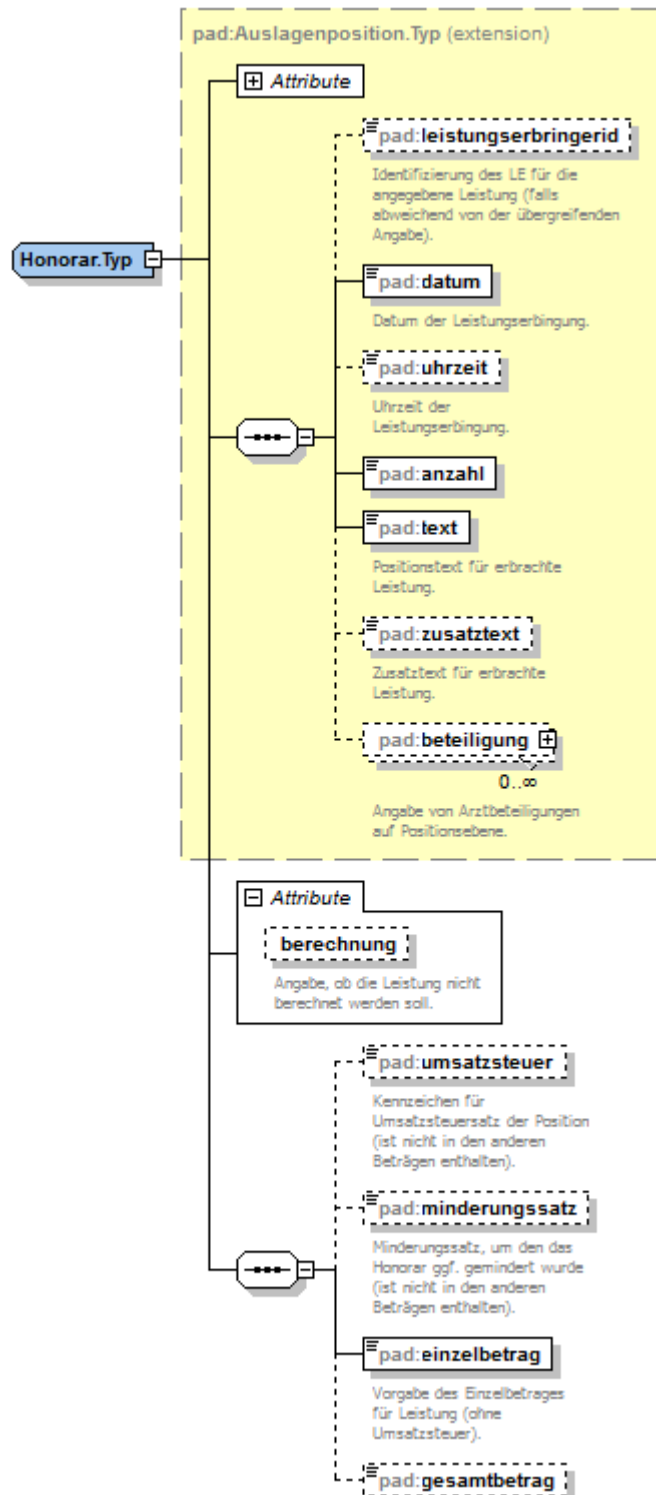 pad:Auslagenposition.Typ (extension)
Attribute
pad:leistungserbringerid
Identifizierung des LE für die
angegebene Leistung (falls
abweichend von der übergreifenden
Angabe).
Honorar.Typ
pad:datum
Datum der Leistungserbingung.
pad:uhrzeit
Uhrzeit der
Leistungserbingung.
pad:anzahl
pad:text
Positionstext für erbrachte
Leistung.
pad:zusatztext
Zusatztext für erbrachte
Leistung.
pad:beteiligung
0..∞
Angabe von Arztbeteiligungen
auf Positionsebene.
Attribute
berechnung
Angabe, ob die Leistung nicht
berechnet werden soll.
pad:umsatzsteuer
Kennzeichen für
Umsatzsteuersatz der Position
(ist nicht in den anderen
Beträgen enthalten).
pad:minderungssatz
Minderungssatz, um den das
Honorar ggf. gemindert wurde
(ist nicht in den anderen
Beträgen enthalten).
pad:einzelbetrag
Vorgabe des Einzelbetrages
für Leistung (ohne
Umsatzsteuer).
pad:gesamtbetrag